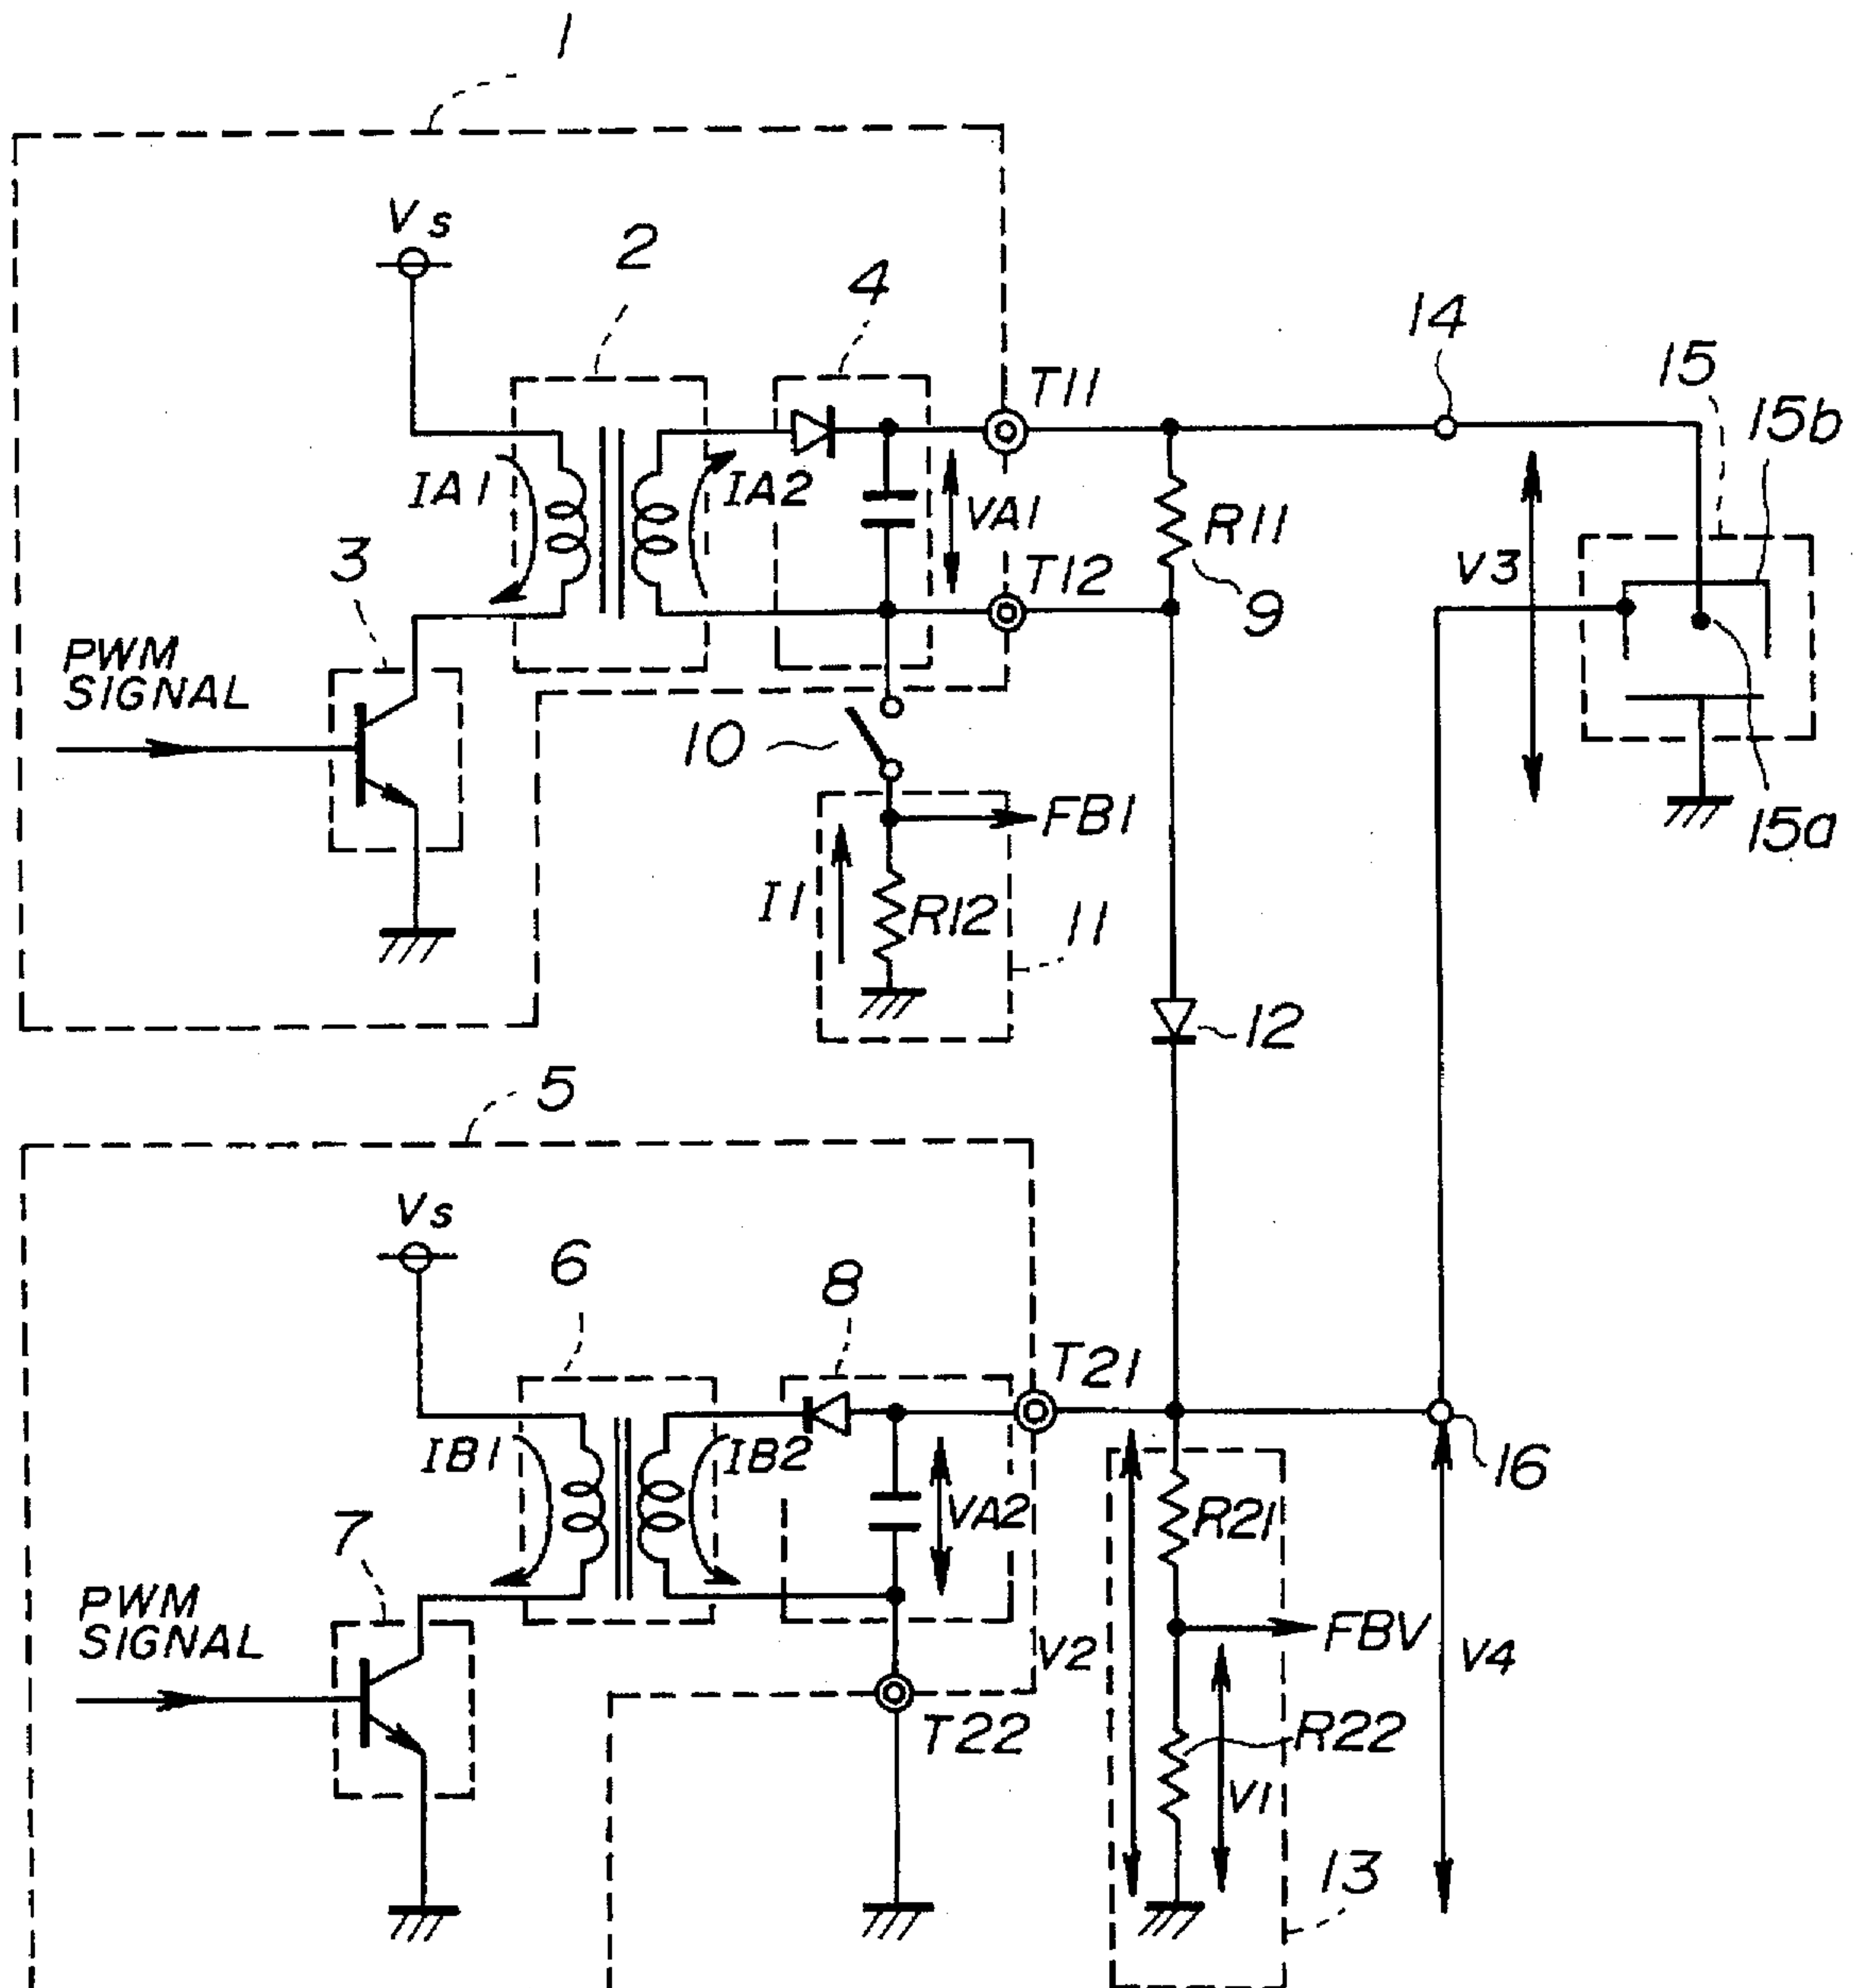 1
Vs
2
4
T11
14
15
15b
IA1
IA2
VA1
R11
V3
3
T12
9
PWM
SIGNAL
10
FB1
15a
I1
R12
11
12
5
Vs
6
8
T21
IB1
IB2
VA2
R21
16
7
PWM
SIGNAL
V2
FBV
V4
T22
R22
V1
13